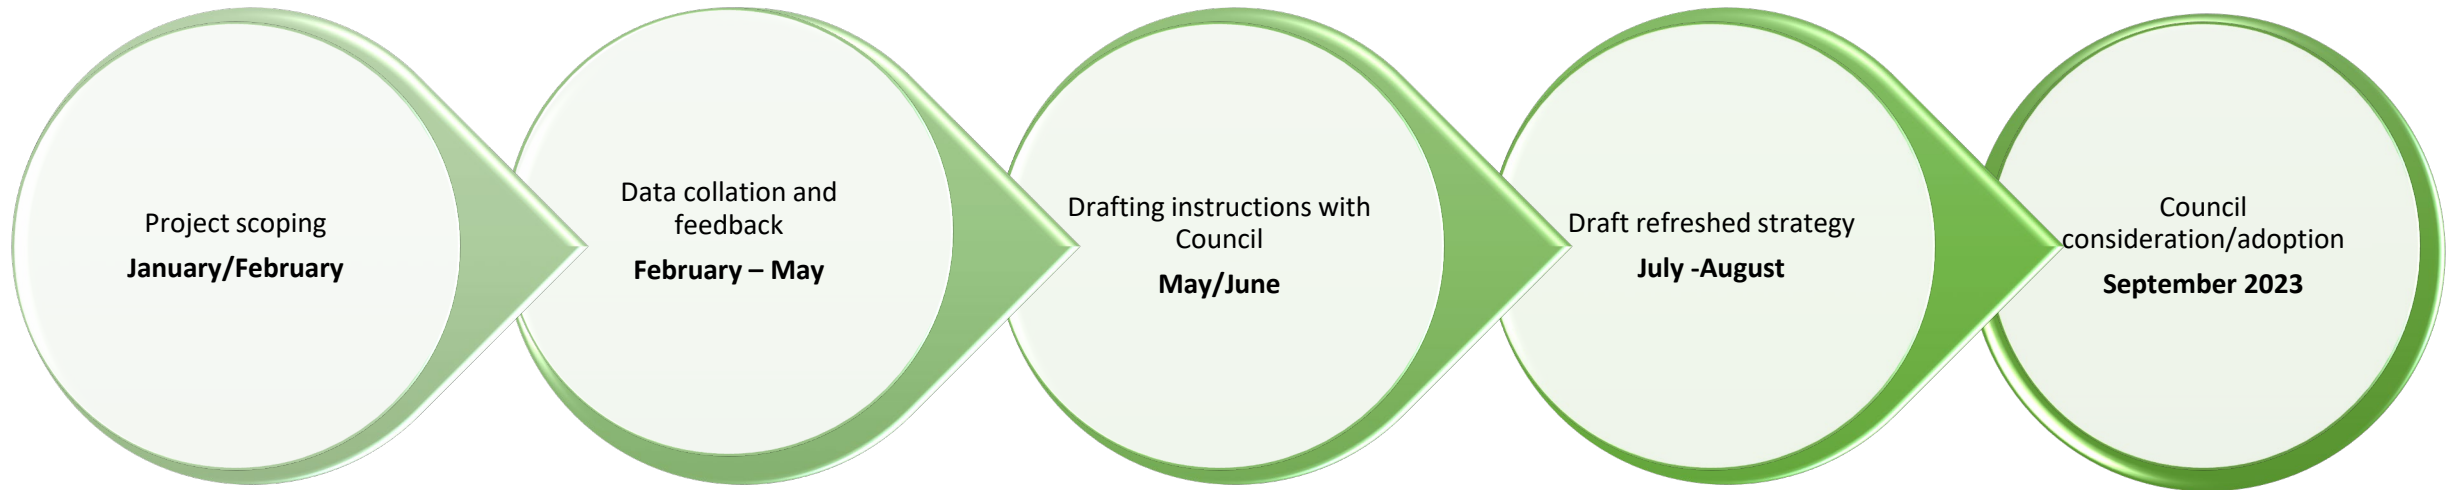 Project scoping
January/February
Data collation and
feedback
February – May
Drafting instructions with
Council
May/June
Draft refreshed strategy
July -August
Council
consideration/adoption
September 2023